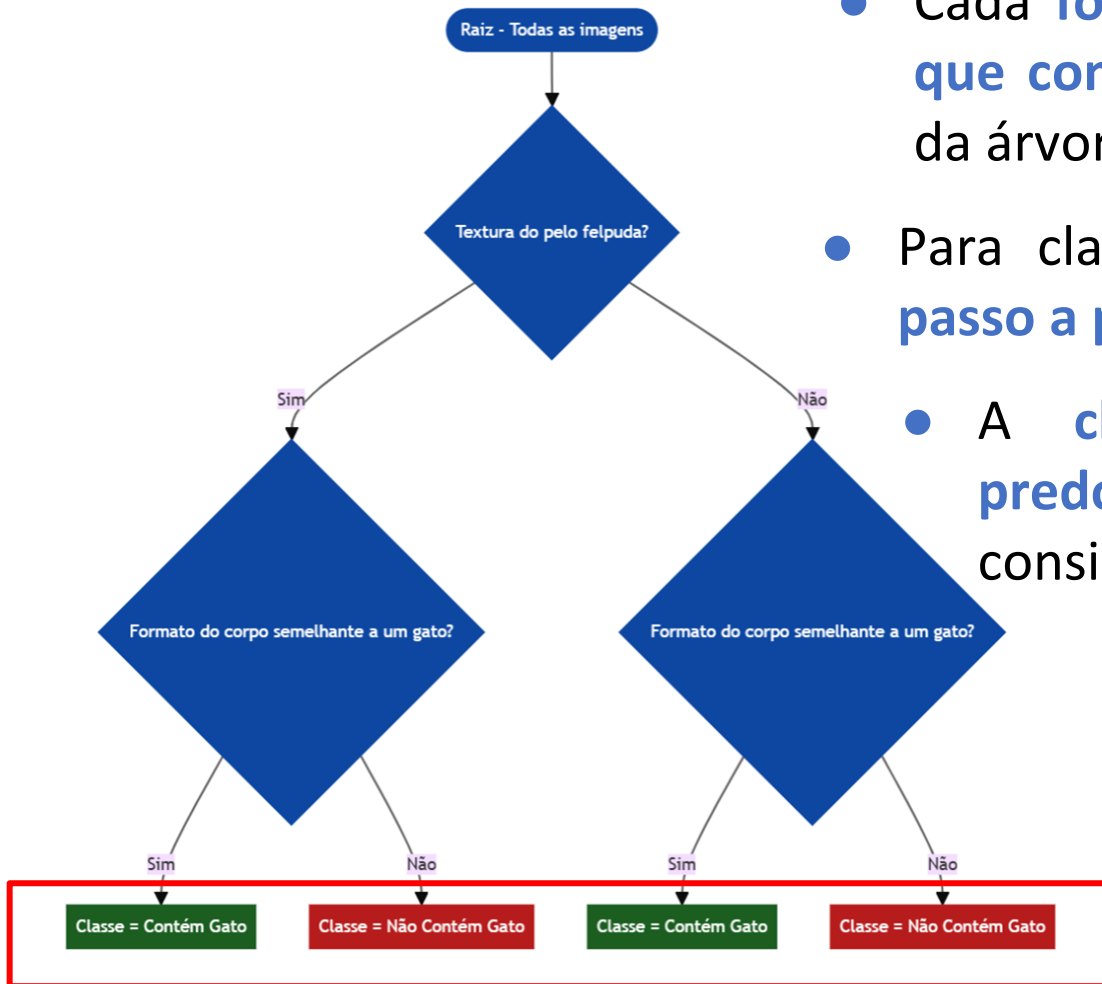 Raiz - Todas as imagens
Textura do pelo felpuda?
Sim
Não
Formato do corpo semelhante a um gato?
Formato do corpo semelhante a um gato?
Sim
Não
Sim
Não
Classe = Contém Gato
Classe = Não Contém Gato
Classe = Contém Gato
Classe = Não Contém Gato
Cada
que
da
Para
passo a
A